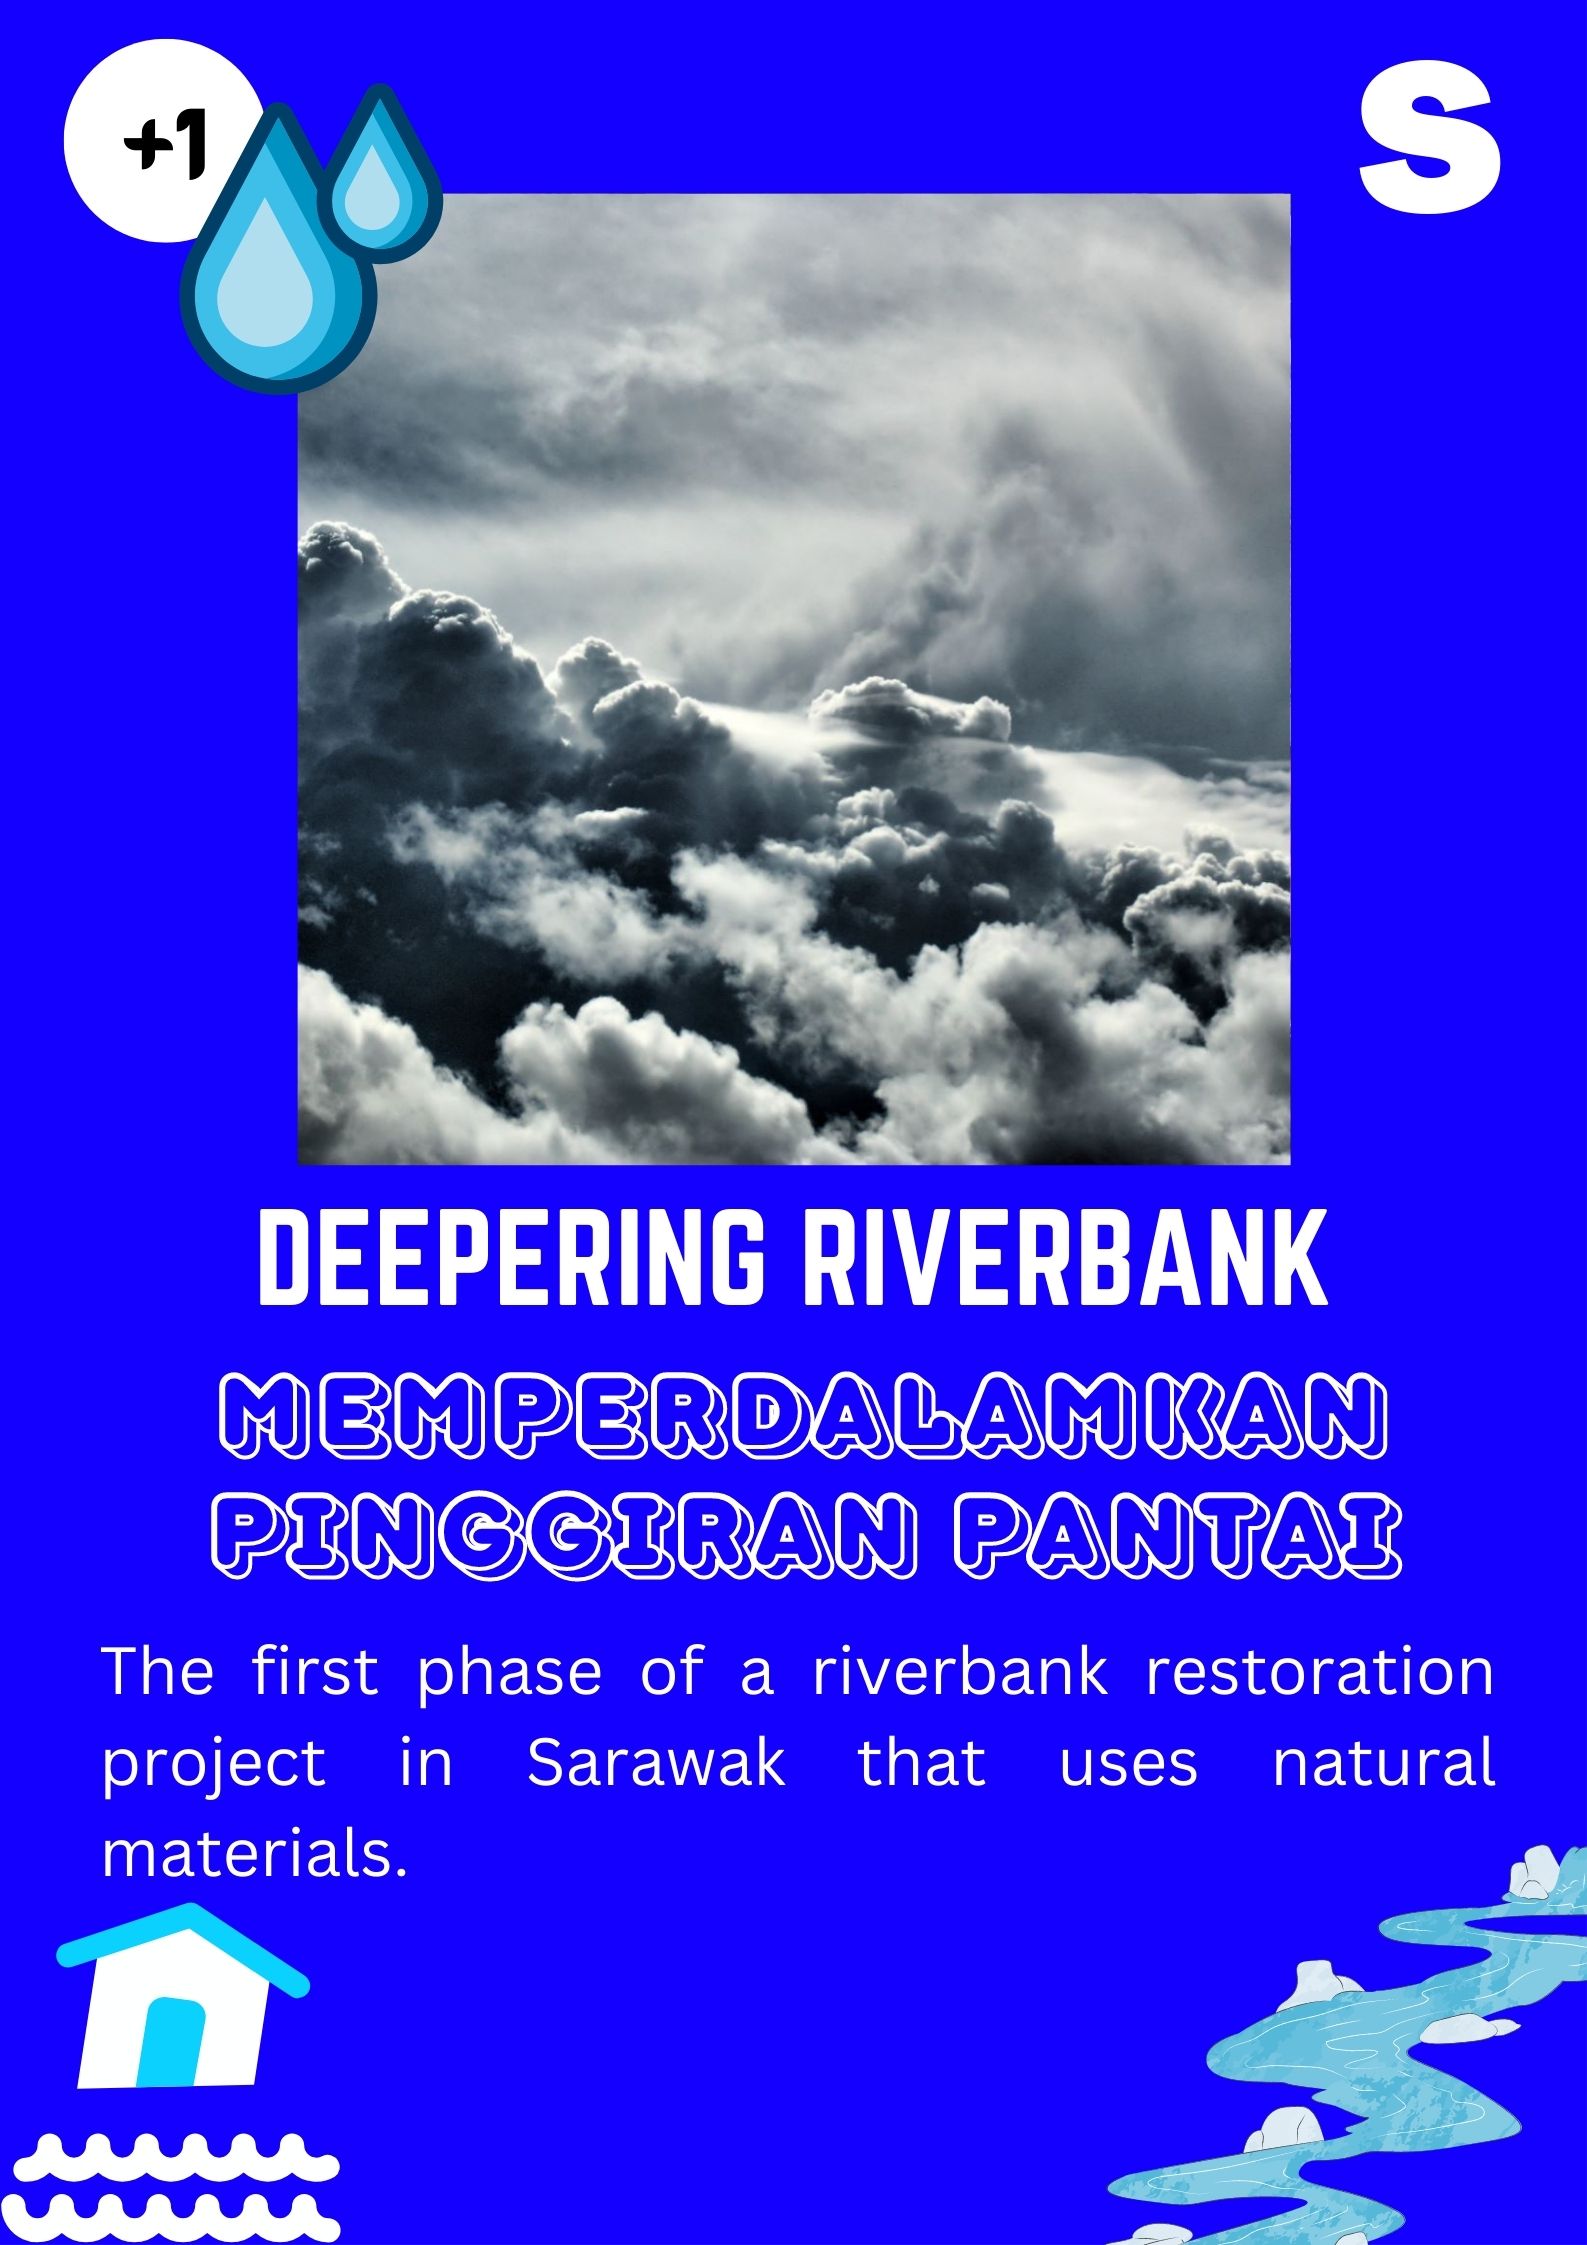 +1
S
DEEPERING RIVERBANK
MEMPERDALAMKAN
PINGGIRAN PANTAI
The first phase of a riverbank restoration
project in Sarawak that uses natural
materials.